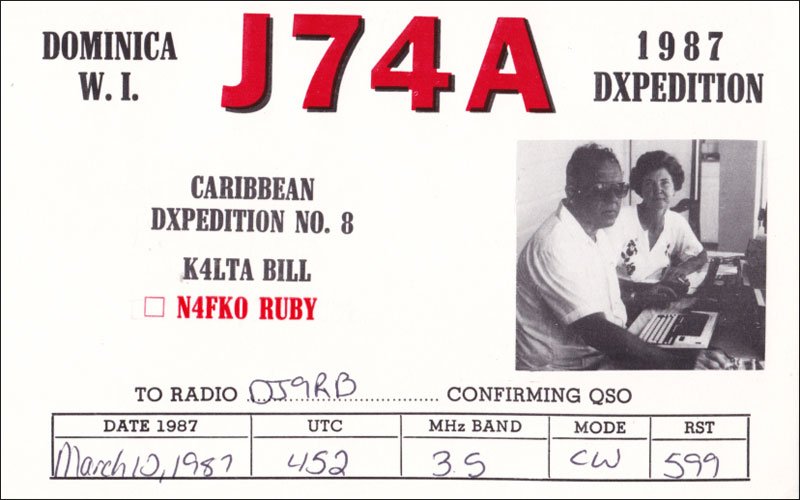 DOMINICA
W. I.
J74A
1987
DXPEDITION
CARIBBEAN
DXPEDITION NO. 8
K4LTA BILL
N4FKO RUBY
TO RADIO DJ9RB CONFIRMING QSO
DATE 1987 UTC MHz BAND MODE RST
March 10, 1987 452 3.5 CW 599